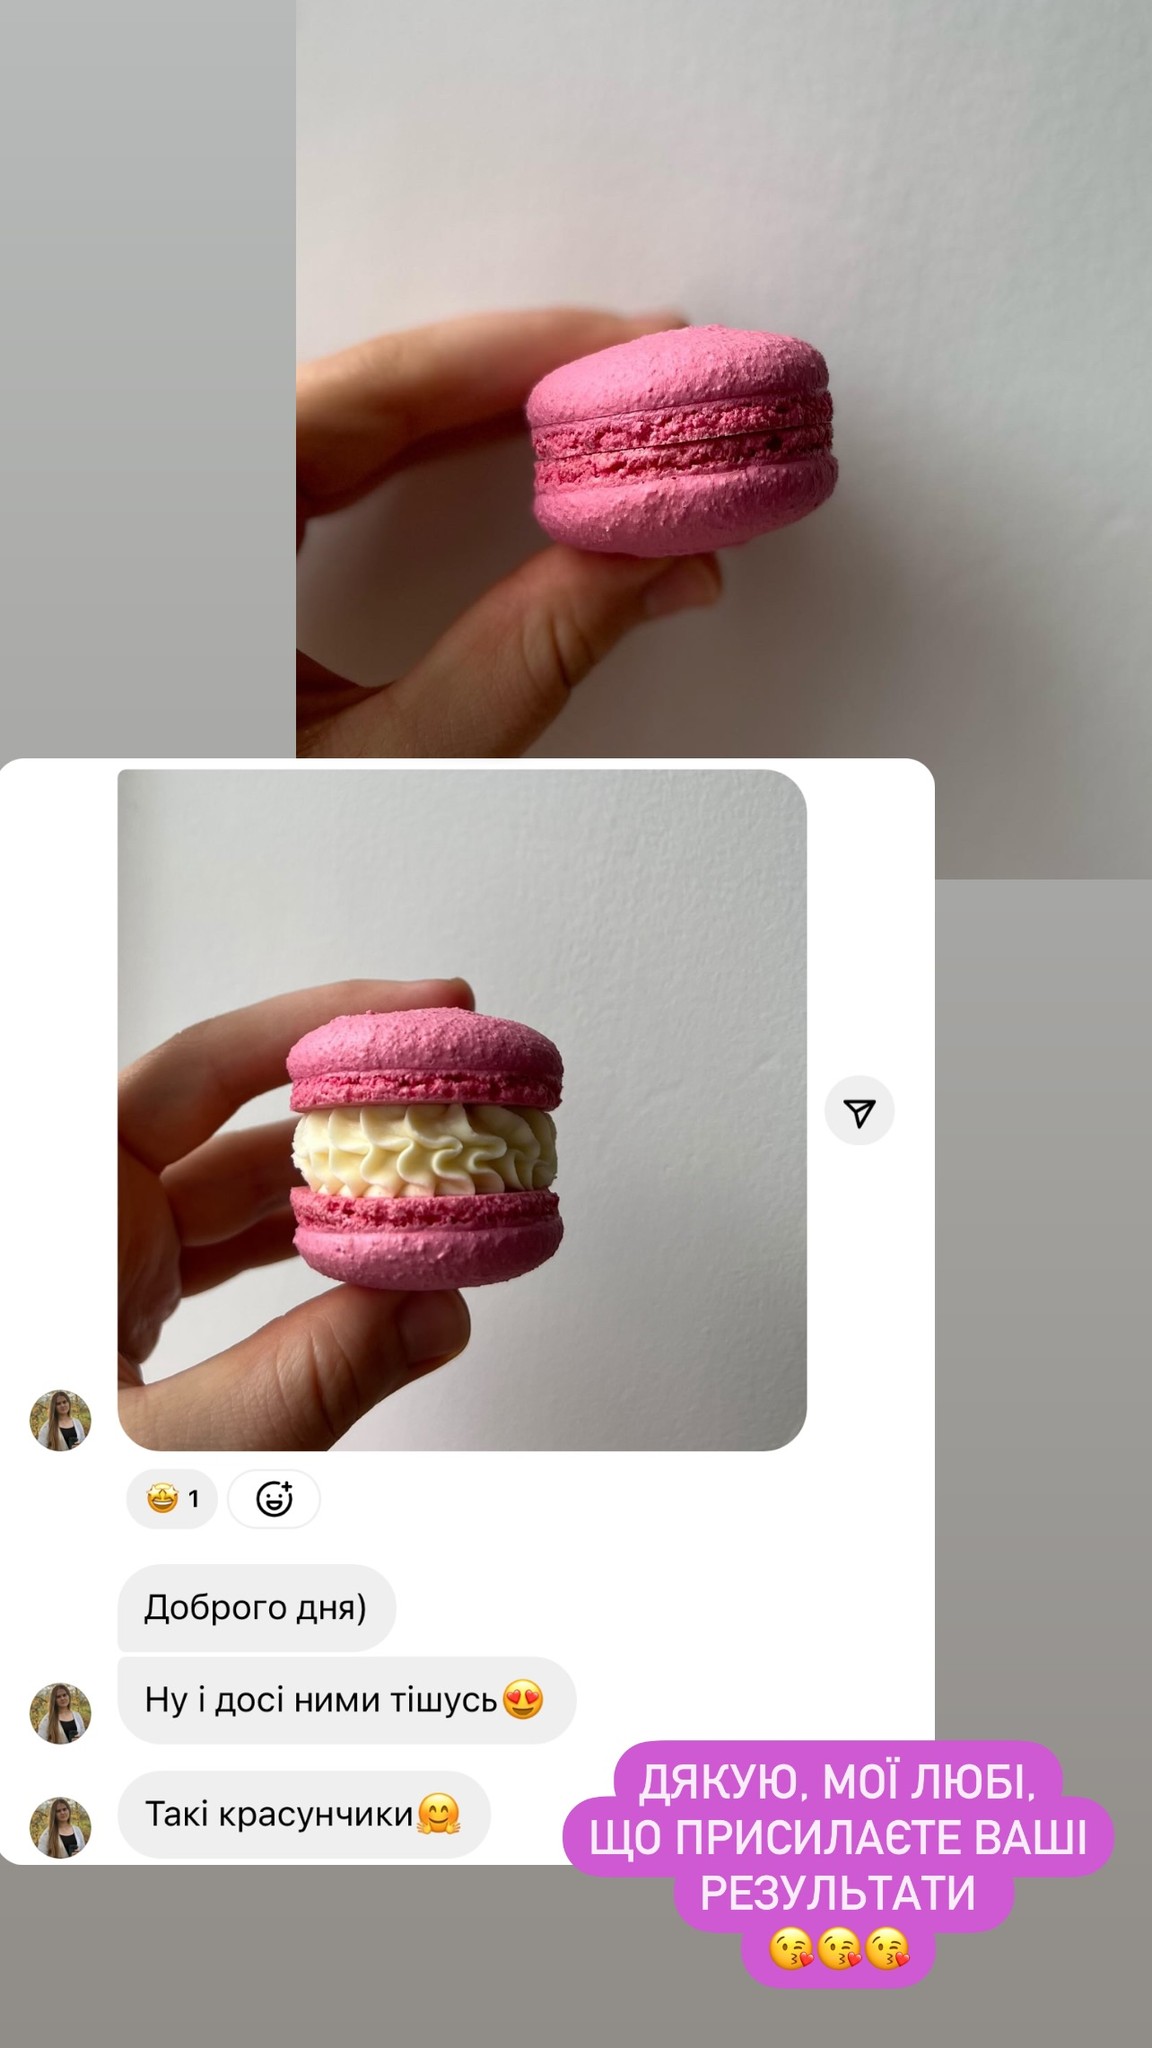 🤩 1
Доброго дня)
Ну і досі ними тішусь😍
Такі красунчики🤗
ДЯКУЮ, МОЇ ЛЮБІ,
ЩО ПРИСИЛАЄТЕ ВАШІ
РЕЗУЛЬТАТИ
😘😘😘